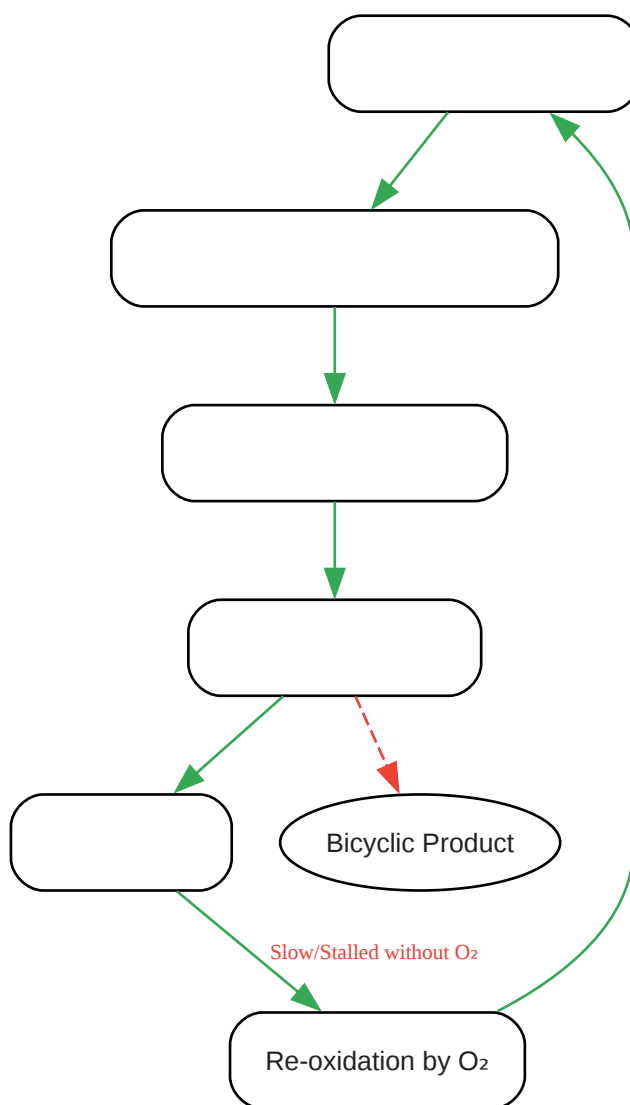 Bicyclic Product
Slow/Stalled without O₂
Re-oxidation by O₂